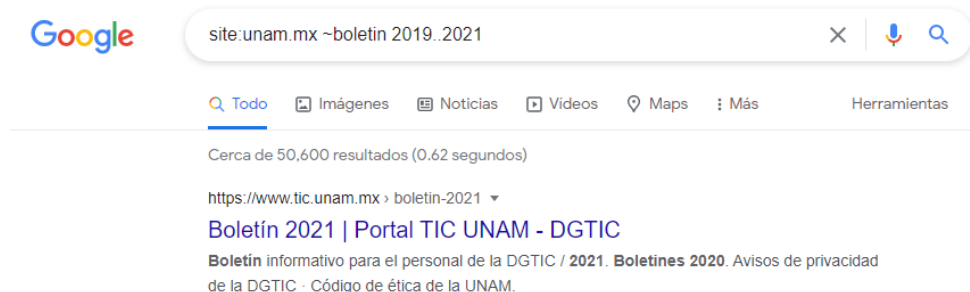 Google
site:unam.mx ~boletin 2019..2021
Todo Imágenes Noticias Videos Maps Más Herramientas
Cerca de 50,600 resultados (0.62 segundos)
https://www.tic.unam.mx › boletin-2021
Boletín 2021 | Portal TIC UNAM - DGTIC
Boletín informativo para el personal de la DGTIC / 2021. Boletines 2020. Avisos de privacidad
de la DGTIC · Código de ética de la UNAM.